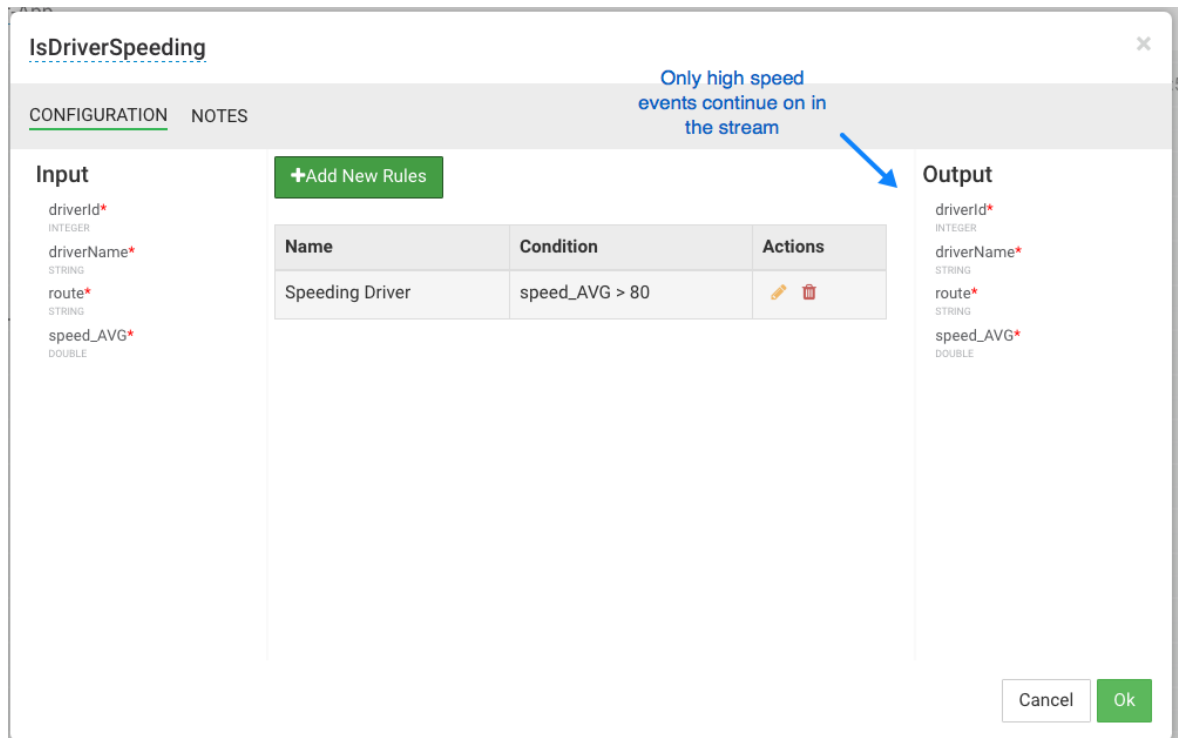 IsDriverSpeeding
×
Only high speed
events continue on in
the stream
CONFIGURATION NOTES
Input
driverId*
INTEGER
driverName*
STRING
route*
STRING
speed_AVG*
DOUBLE
+Add New Rules
Name Condition Actions
Speeding Driver speed_AVG > 80
Output
driverId*
INTEGER
driverName*
STRING
route*
STRING
speed_AVG*
DOUBLE
Cancel Ok